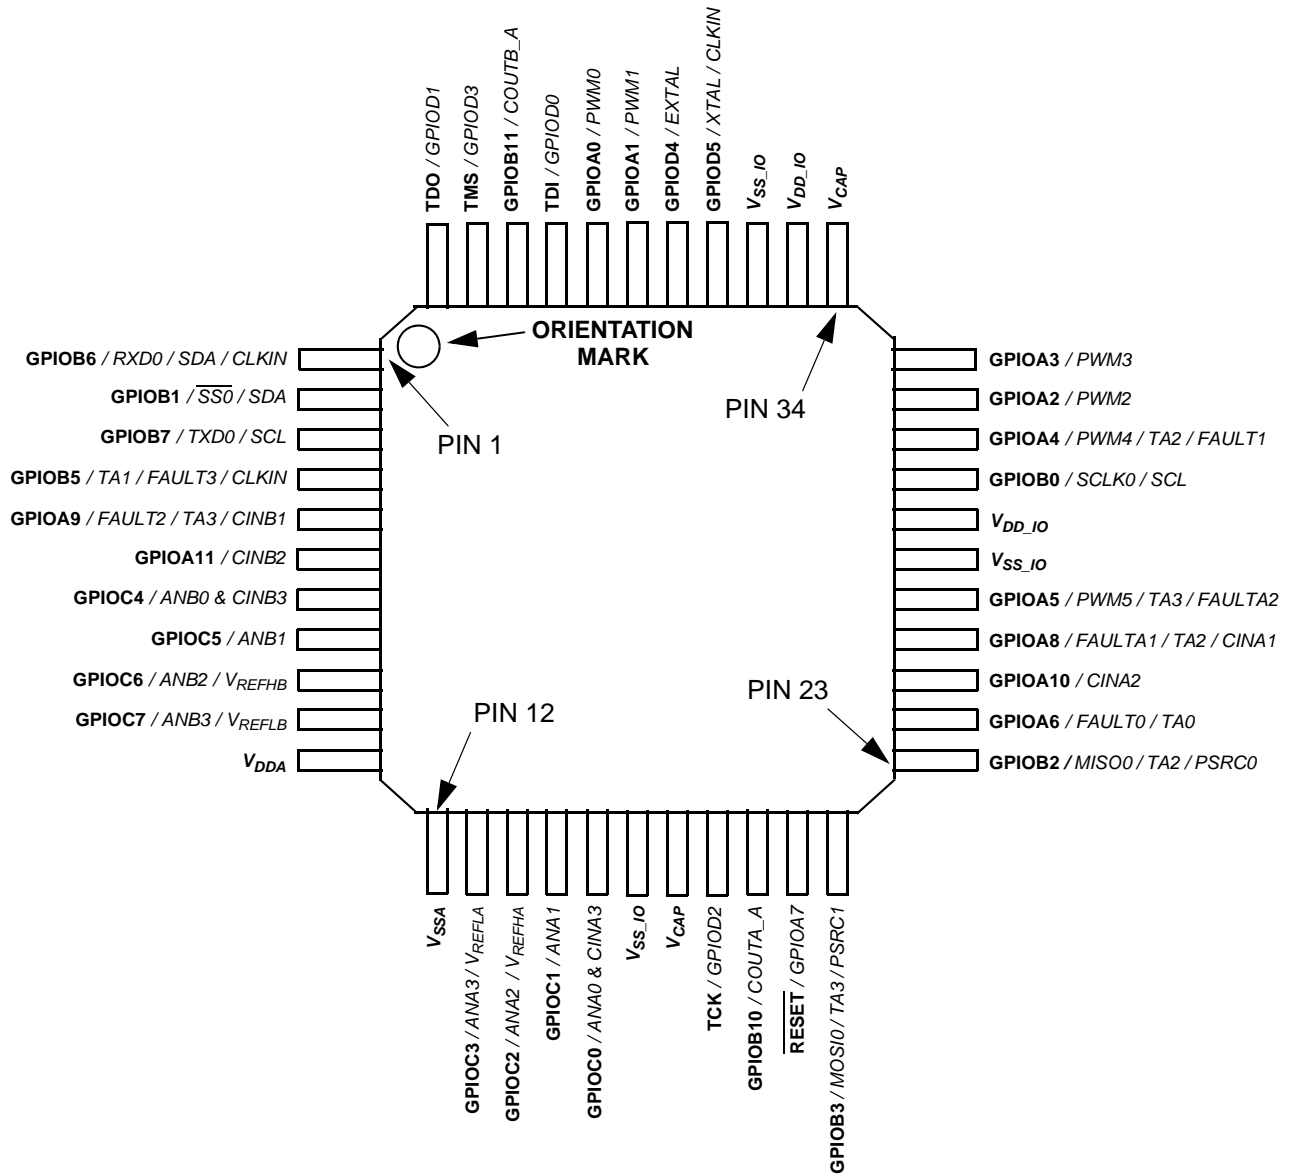 TDO / GPIOD1
TMS / GPIOD3
GPIOB11 / COUTB_A
TDI / GPIOD0
GPIOA0 / PWM0
GPIOA1 / PWM1
GPIOD4 / EXTAL
GPIOD5 / XTAL / CLKIN
VSS_IO
VDD_IO
VCAP
ORIENTATION
MARK
PIN 1
PIN 34
GPIOB6 / RXD0 / SDA / CLKIN
GPIOB1 / SS0 / SDA
GPIOB7 / TXD0 / SCL
GPIOB5 / TA1 / FAULT3 / CLKIN
GPIOA9 / FAULT2 / TA3 / CINB1
GPIOA11 / CINB2
GPIOC4 / ANB0 & CINB3
GPIOC5 / ANB1
GPIOC6 / ANB2 / VREFHB
GPIOC7 / ANB3 / VREFLB
VDDA
GPIOA3 / PWM3
GPIOA2 / PWM2
GPIOA4 / PWM4 / TA2 / FAULT1
GPIOB0 / SCLK0 / SCL
VDD_IO
VSS_IO
GPIOA5 / PWM5 / TA3 / FAULTA2
GPIOA8 / FAULTA1 / TA2 / CINA1
GPIOA10 / CINA2
GPIOA6 / FAULT0 / TA0
GPIOB2 / MISO0 / TA2 / PSRC0
PIN 23
PIN 12
VSSA
GPIOC3 / ANA3 / VREFLA
GPIOC2 / ANA2 / VREFHA
GPIOC1 / ANA1
GPIOC0 / ANA0 & CINA3
VSS_IO
VCAP
TCK / GPIOD2
GPIOB10 / COUTA_A
RESET / GPIOA7
GPIOB3 / MOSI0 / TA3 / PSRC1